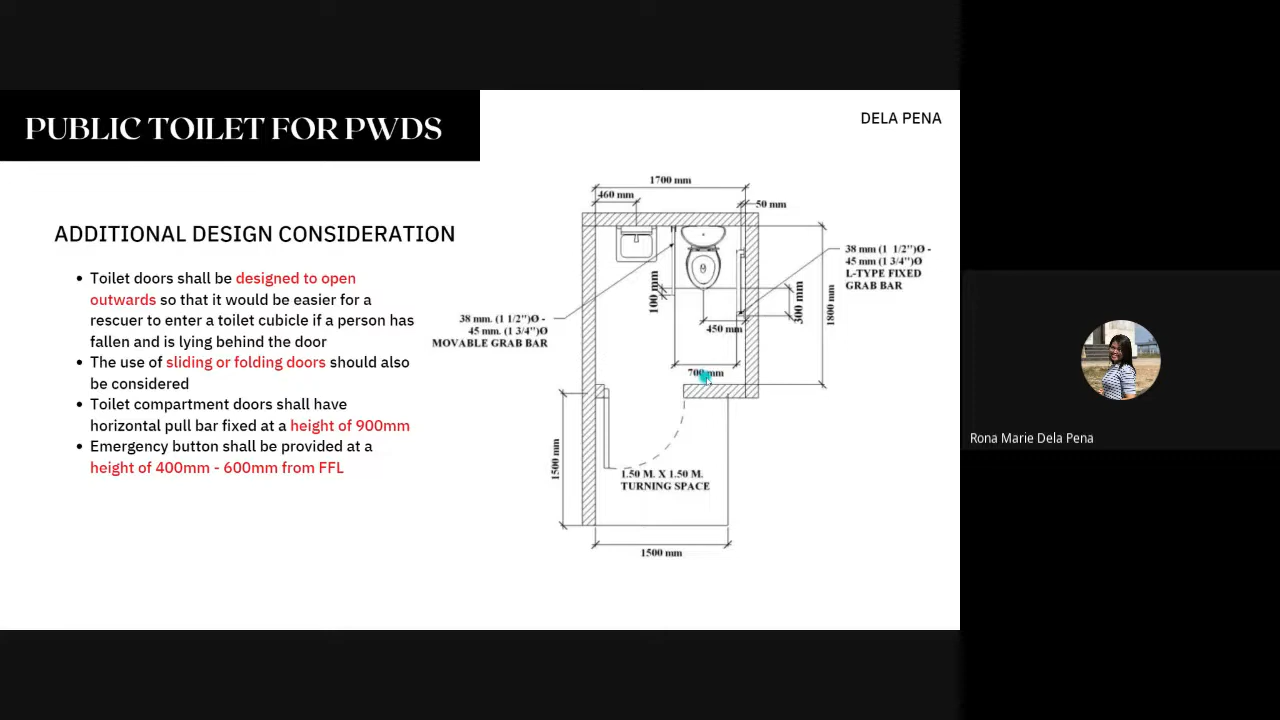 PUBLIC TOILET FOR PWDS
DELA PENA
ADDITIONAL DESIGN CONSIDERATION
• Toilet doors shall be designed to open
outwards so that it would be easier for a
rescuer to enter a toilet cubicle if a person has
fallen and is lying behind the door
• The use of sliding or folding doors should also
be considered
• Toilet compartment doors shall have
horizontal pull bar fixed at a height of 900mm
• Emergency button shall be provided at a
height of 400mm - 600mm from FFL
1700 mm
460 mm
50 mm
38 mm (1 1/2")Ø -
45 mm (1 3/4")Ø
L-TYPE FIXED
GRAB BAR
100 mm
300 mm
1800 mm
450 mm
38 mm. (1 1/2")Ø -
45 mm. (1 3/4")Ø
MOVABLE GRAB BAR
700 mm
1500 mm
1.50 M. X 1.50 M.
TURNING SPACE
1500 mm
Rona Marie Dela Pena